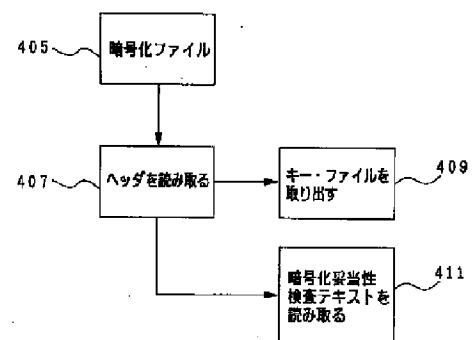 405
暗号化ファイル
407
ヘッダを読み取る
キー・ファイルを
取り出す
409
暗号化妥当性
検査テキストを
読み取る
411